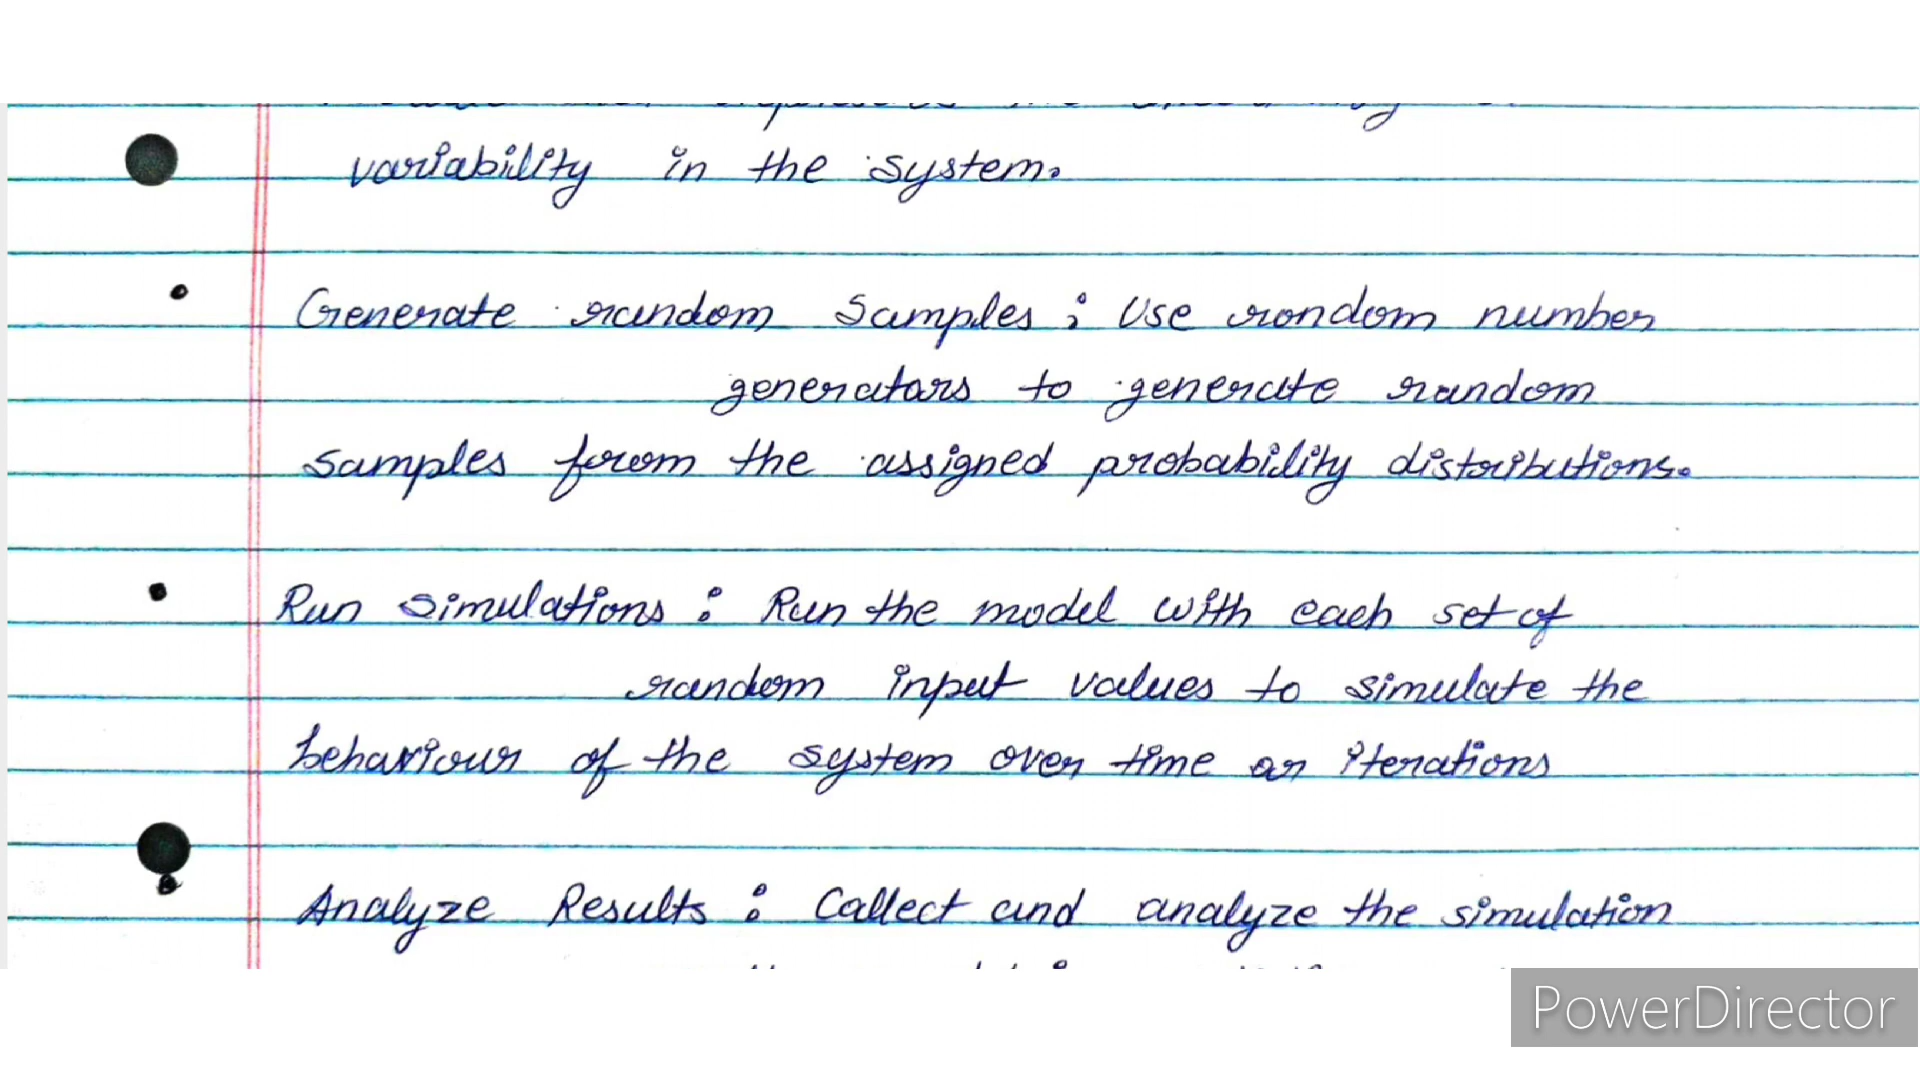 variability in the system.
Generate random Samples : Use random number
generators to generate random
samples from the assigned probability distributions.
Run Simulations : Run the model with each set of
random input values to simulate the
behaviour of the system over time or iterations
Analyze Results : Collect and analyze the simulation
PowerDirector